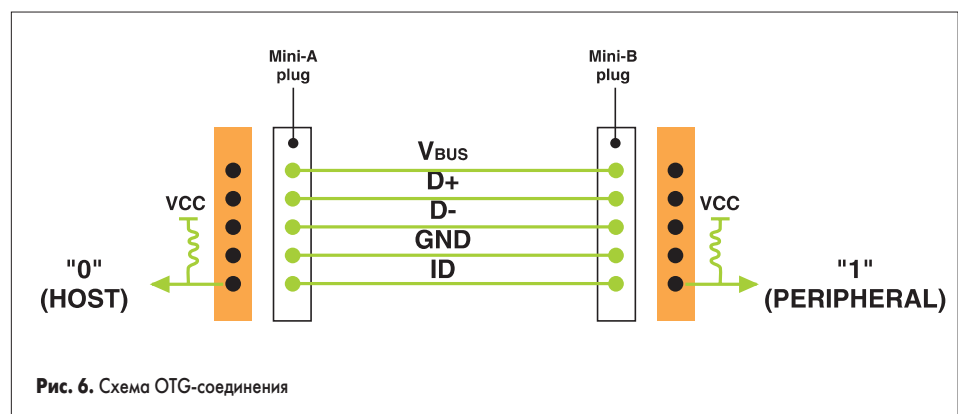 Mini-A
plug
Mini-B
plug
VBUS
D+
D-
GND
ID
VCC
"0"
(HOST)
VCC
"1"
(PERIPHERAL)
Рис. 6. Схема OTG-соединения